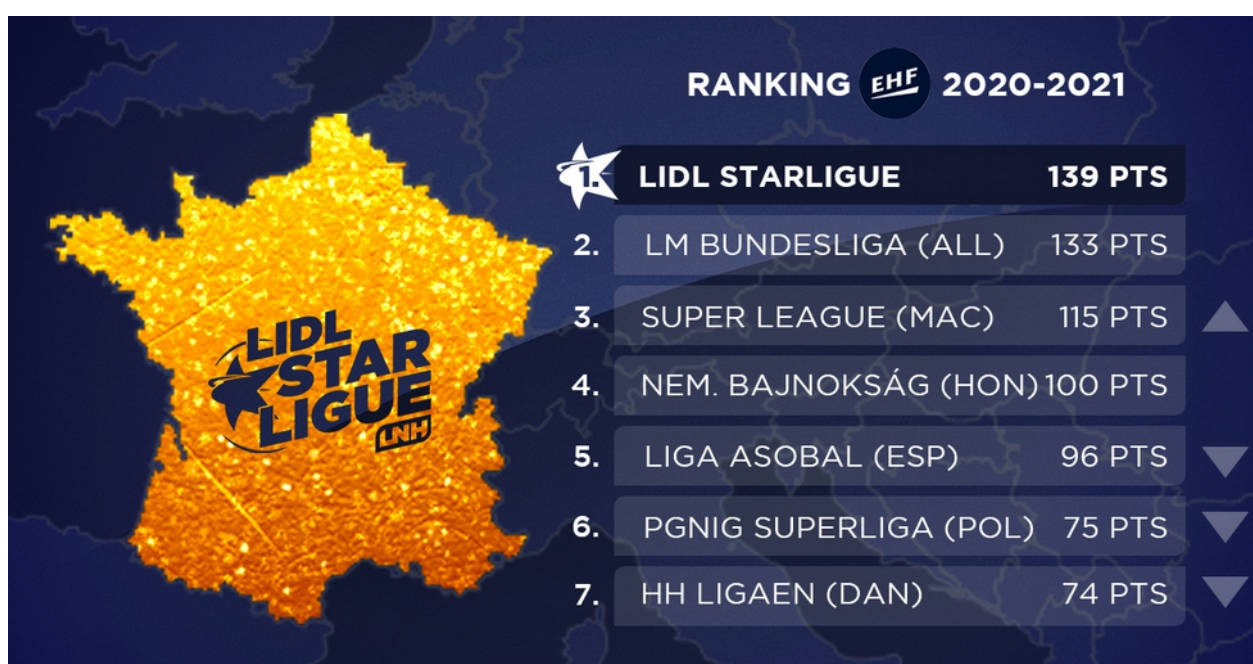 RANKING EHF 2020-2021
1. LIDL STARLIGUE 139 PTS
2. LM BUNDESLIGA (ALL) 133 PTS
3. SUPER LEAGUE (MAC) 115 PTS
4. NEM. BAJNOKSÁG (HON) 100 PTS
5. LIGA ASOBAL (ESP) 96 PTS
6. PGNIG SUPERLIGA (POL) 75 PTS
7. HH LIGAEN (DAN) 74 PTS
LIDL
STAR
LIGUE
LNH